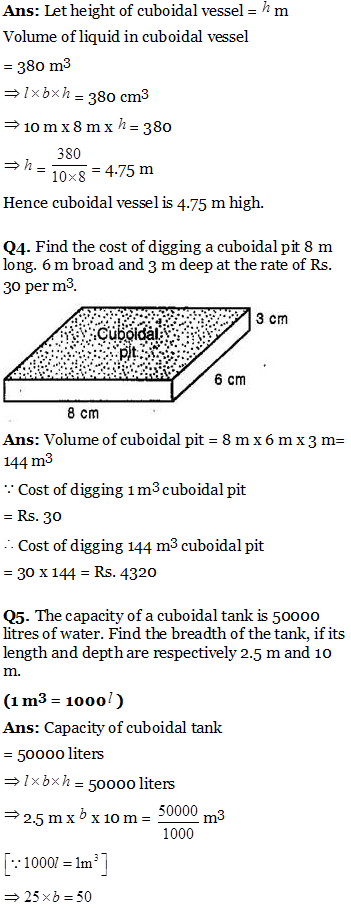 Ans: Let height of cuboidal vessel = h m
Volume of liquid in cuboidal vessel
= 380 m³
⇒ l×b×h = 380 cm³
⇒ 10 m x 8 m x h = 380
⇒ h = 380/10×8 = 4.75 m
Hence cuboidal vessel is 4.75 m high.
Q4. Find the cost of digging a cuboidal pit 8 m
long. 6 m broad and 3 m deep at the rate of Rs.
30 per m³.
Cuboidal
pit
3 cm
6 cm
8 cm
Ans: Volume of cuboidal pit = 8 m x 6 m x 3 m=
144 m³
∵ Cost of digging 1 m³ cuboidal pit
= Rs. 30
∴ Cost of digging 144 m³ cuboidal pit
= 30 x 144 = Rs. 4320
Q5. The capacity of a cuboidal tank is 50000
litres of water. Find the breadth of the tank, if its
length and depth are respectively 2.5 m and 10
m.
(1 m³ = 1000 l )
Ans: Capacity of cuboidal tank
= 50000 liters
⇒ l×b×h = 50000 liters
⇒ 2.5 m x b x 10 m = 50000/1000 m³
[∵1000l = 1m³]
⇒ 25×b = 50